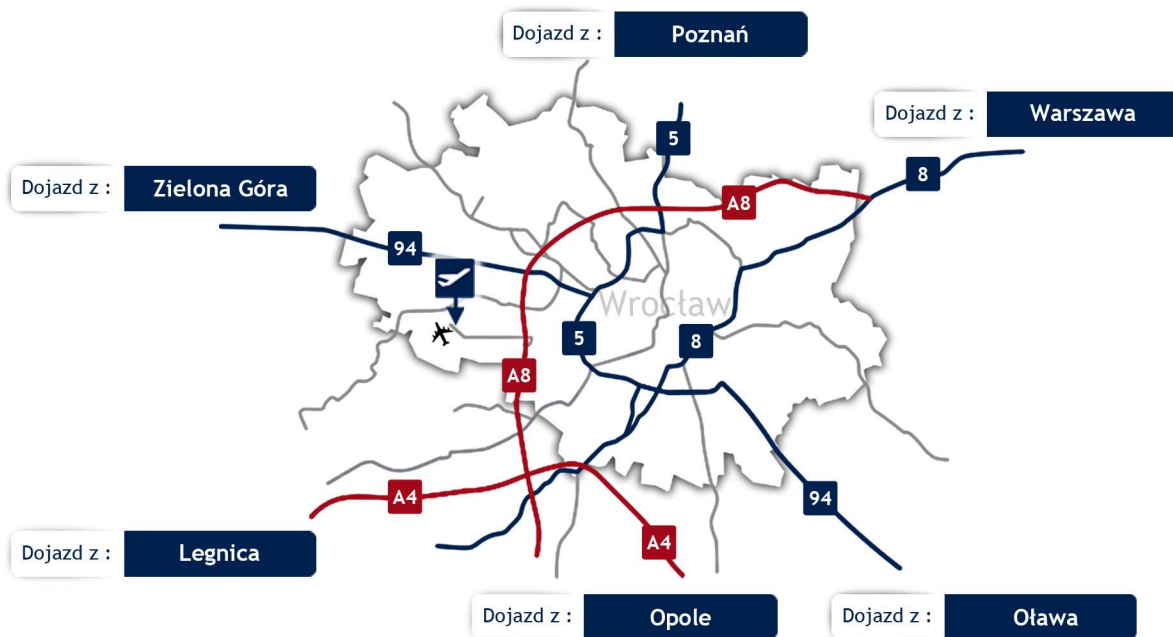 Dojazd z : Poznań
Dojazd z : Warszawa
5
8
Dojazd z : Zielona Góra
A8
94
Wrocław
5
8
A8
A4
94
A4
Dojazd z : Legnica
Dojazd z : Opole
Dojazd z : Oława